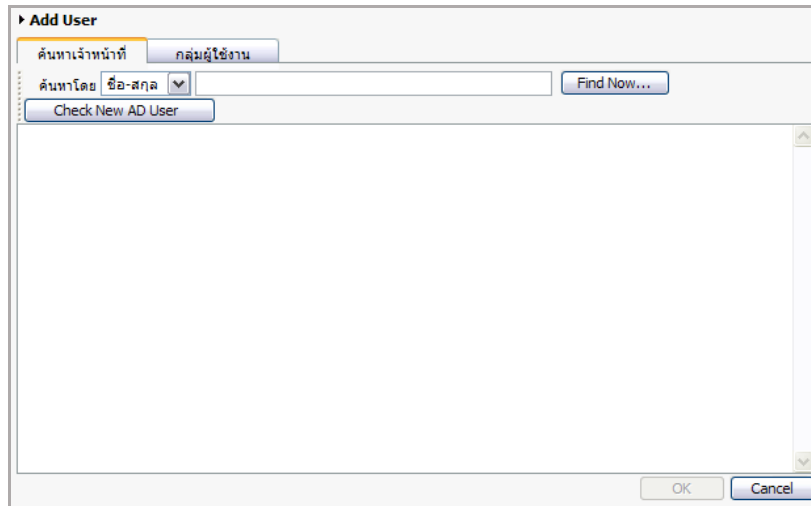 Add User
ค้นหาเจ้าหน้าที่ กลุ่มผู้ใช้งาน
ค้นหาโดย ชื่อ-สกุล Find Now...
Check New AD User
OK Cancel